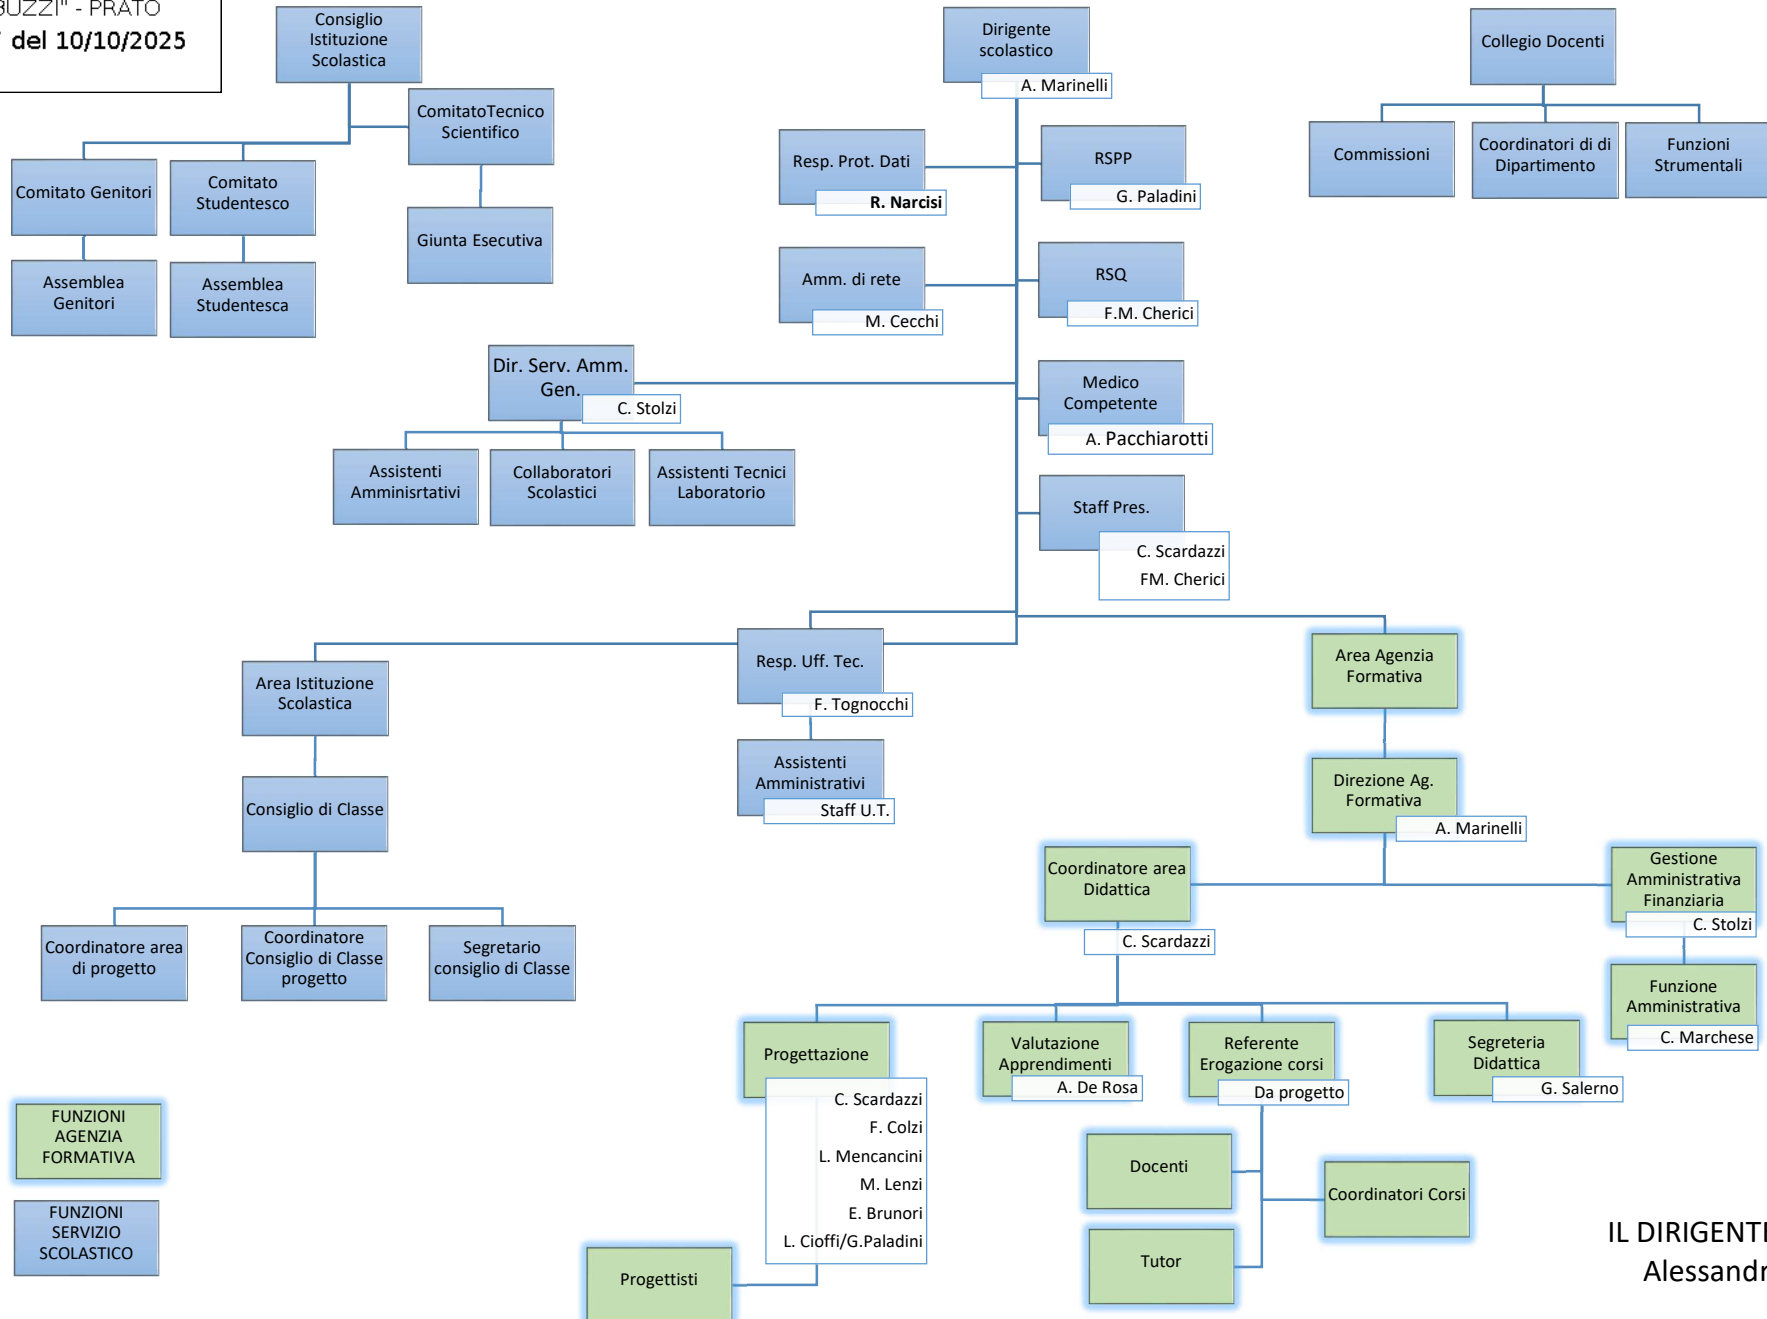 BUZZI" - PRATO
del 10/10/2025
Consiglio
Istituzione
Scolastica
ComitatoTecnico
Scientifico
Comitato Genitori
Comitato
Studentesco
Giunta Esecutiva
Assemblea
Genitori
Assemblea
Studentesca
Dirigente
scolastico
A. Marinelli
Resp. Prot. Dati
R. Narcisi
RSPP
G. Paladini
Amm. di rete
M. Cecchi
RSQ
F.M. Cherici
Dir. Serv. Amm.
Gen.
C. Stolzi
Medico
Competente
A. Pacchiarotti
Assistenti
Amminisrtativi
Collaboratori
Scolastici
Assistenti Tecnici
Laboratorio
Staff Pres.
C. Scardazzi
FM. Cherici
Collegio Docenti
Commissioni
Coordinatori di di
Dipartimento
Funzioni
Strumentali
Area Istituzione
Scolastica
Consiglio di Classe
Coordinatore area
di progetto
Coordinatore
Consiglio di Classe
progetto
Segretario
consiglio di Classe
Resp. Uff. Tec.
F. Tognocchi
Assistenti
Amministrativi
Staff U.T.
Area Agenzia
Formativa
Direzione Ag.
Formativa
A. Marinelli
Coordinatore area
Didattica
C. Scardazzi
Gestione
Amministrativa
Finanziaria
C. Stolzi
Funzione
Amministrativa
C. Marchese
Progettazione
C. Scardazzi
F. Colzi
L. Mencancini
M. Lenzi
E. Brunori
L. Cioffi/G.Paladini
Progettisti
Valutazione
Apprendimenti
A. De Rosa
Referente
Erogazione corsi
Da progetto
Segreteria
Didattica
G. Salerno
Docenti
Coordinatori Corsi
Tutor
FUNZIONI
AGENZIA
FORMATIVA
FUNZIONI
SERVIZIO
SCOLASTICO
IL DIRIGENTE
Alessandr